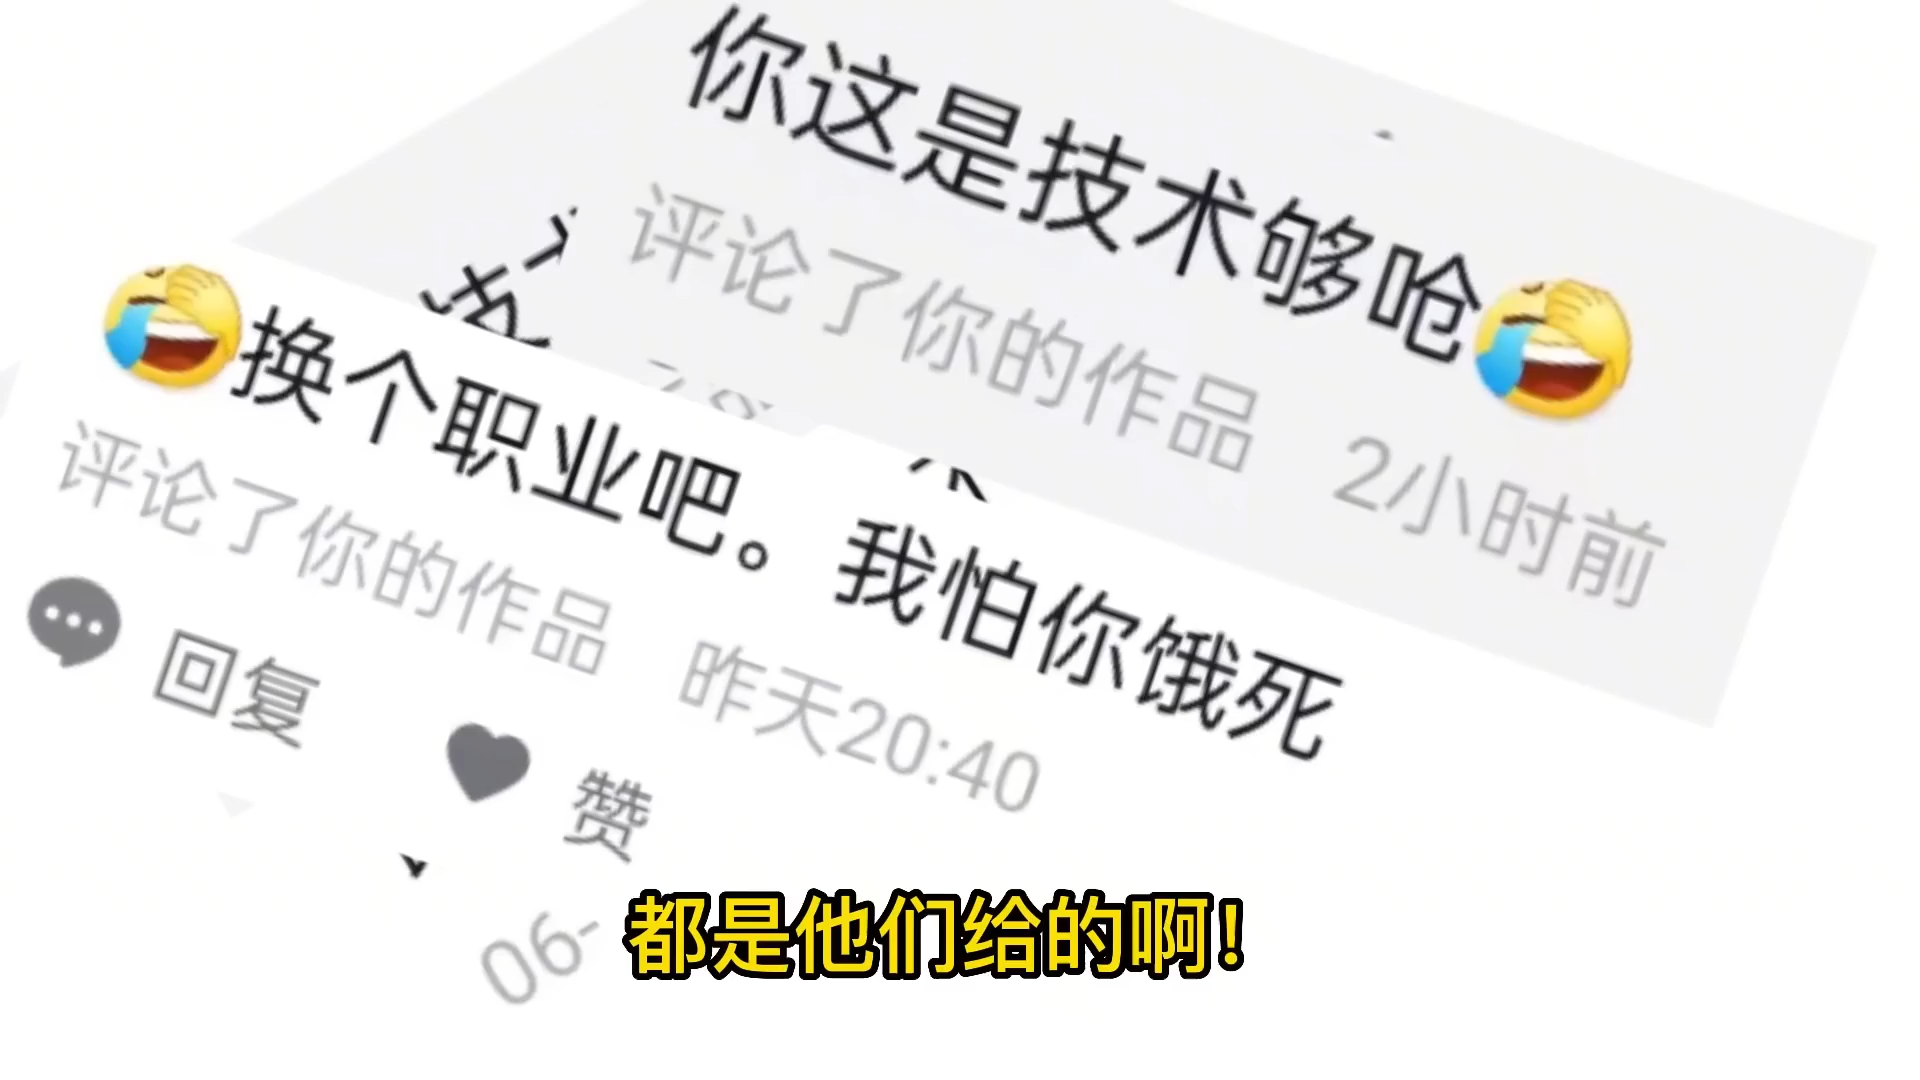 你这是技术够呛
评论了你的作品 2小时前
换个职业吧。我怕你饿死
评论了你的作品 昨天20:40
回复 赞
06-
都是他们给的啊!